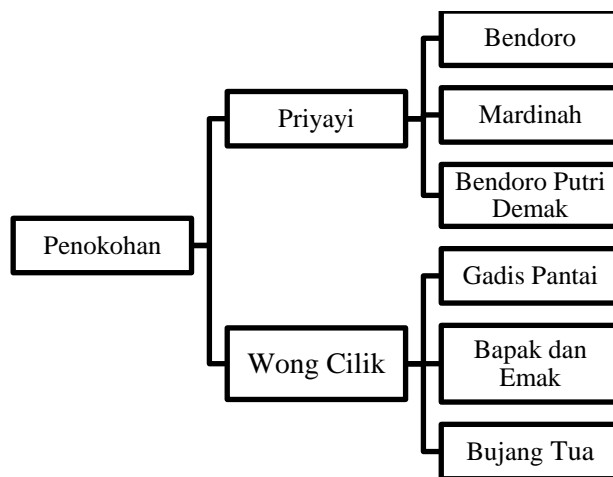 Penokohan
Priyayi
Bendoro
Mardinah
Bendoro Putri
Demak
Wong Cilik
Gadis Pantai
Bapak dan
Emak
Bujang Tua